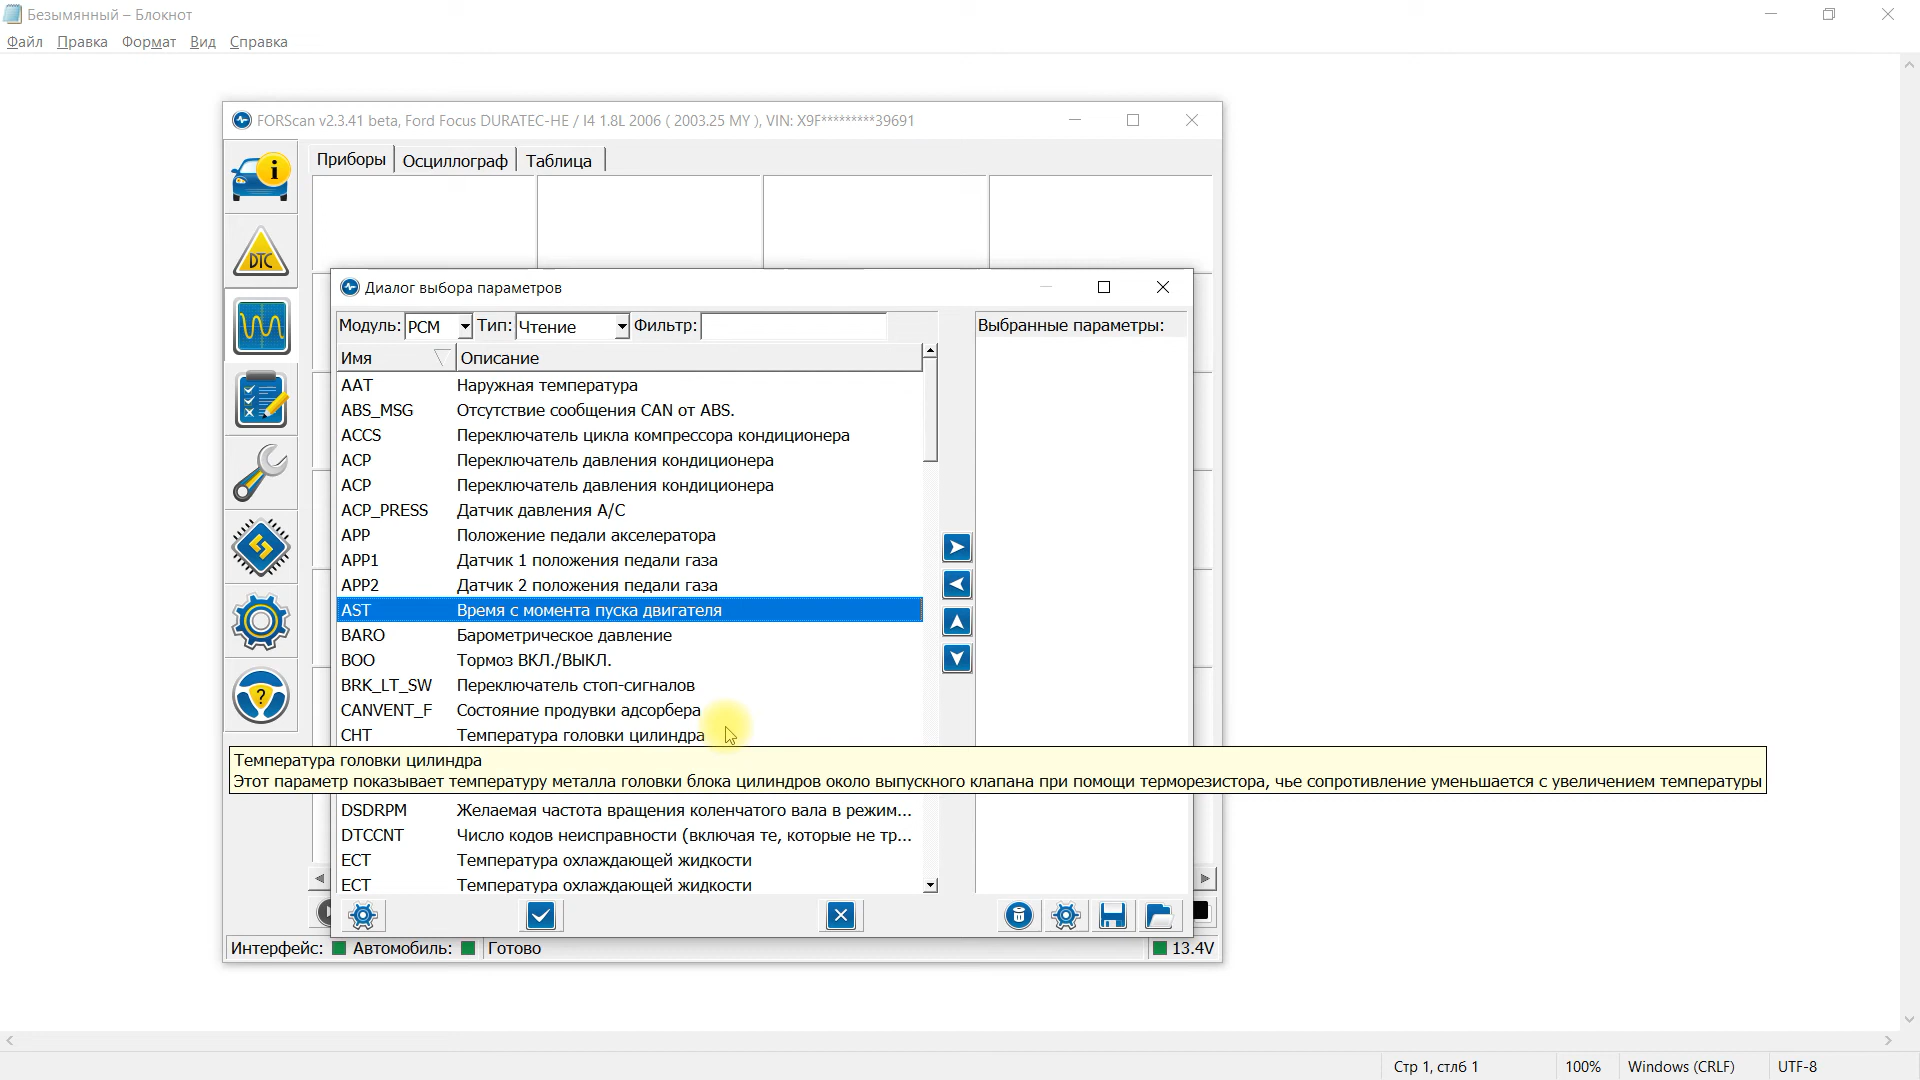 Безымянный – Блокнот
Файл Правка Формат Вид Справка
FORScan v2.3.41 beta, Ford Focus DURATEC-HE / I4 1.8L 2006 ( 2003.25 MY ), VIN: X9F*********39691
Приборы Осциллограф Таблица
DTC
Диалог выбора параметров
Модуль: PCM Тип: Чтение Фильтр: Выбранные параметры:
Имя Описание
AAT Наружная температура
ABS_MSG Отсутствие сообщения CAN от ABS.
ACCS Переключатель цикла компрессора кондиционера
ACP Переключатель давления кондиционера
ACP Переключатель давления кондиционера
ACP_PRESS Датчик давления A/C
APP Положение педали акселератора
APP1 Датчик 1 положения педали газа
APP2 Датчик 2 положения педали газа
AST Время с момента пуска двигателя
BARO Барометрическое давление
BOO Тормоз ВКЛ./ВЫКЛ.
BRK_LT_SW Переключатель стоп-сигналов
CANVENT_F Состояние продувки адсорбера
CHT Температура головки цилиндра
Температура головки цилиндра
Этот параметр показывает температуру металла головки блока цилиндров около выпускного клапана при помощи терморезистора, чье сопротивление уменьшается с увеличением температуры
DSDRPM Желаемая частота вращения коленчатого вала в режим...
DTCCNT Число кодов неисправности (включая те, которые не тр...
ECT Температура охлаждающей жидкости
ECT Температура охлаждающей жидкости
Интерфейс: Автомобиль: Готово 13.4V
Стр 1, стлб 1 100% Windows (CRLF) UTF-8